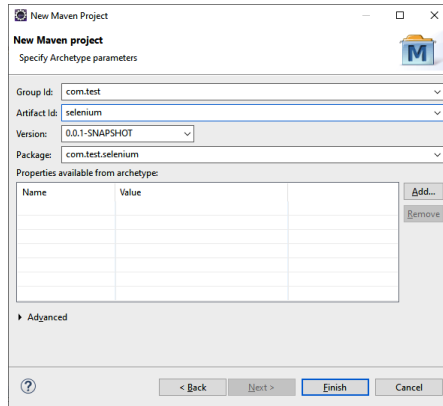 New Maven Project
New Maven project
Specify Archetype parameters
M
Group Id: com.test
Artifact Id: selenium
Version: 0.0.1-SNAPSHOT
Package: com.test.selenium
Properties available from archetype:
Name Value
Add...
Remove
Advanced
? < Back Next > Finish Cancel